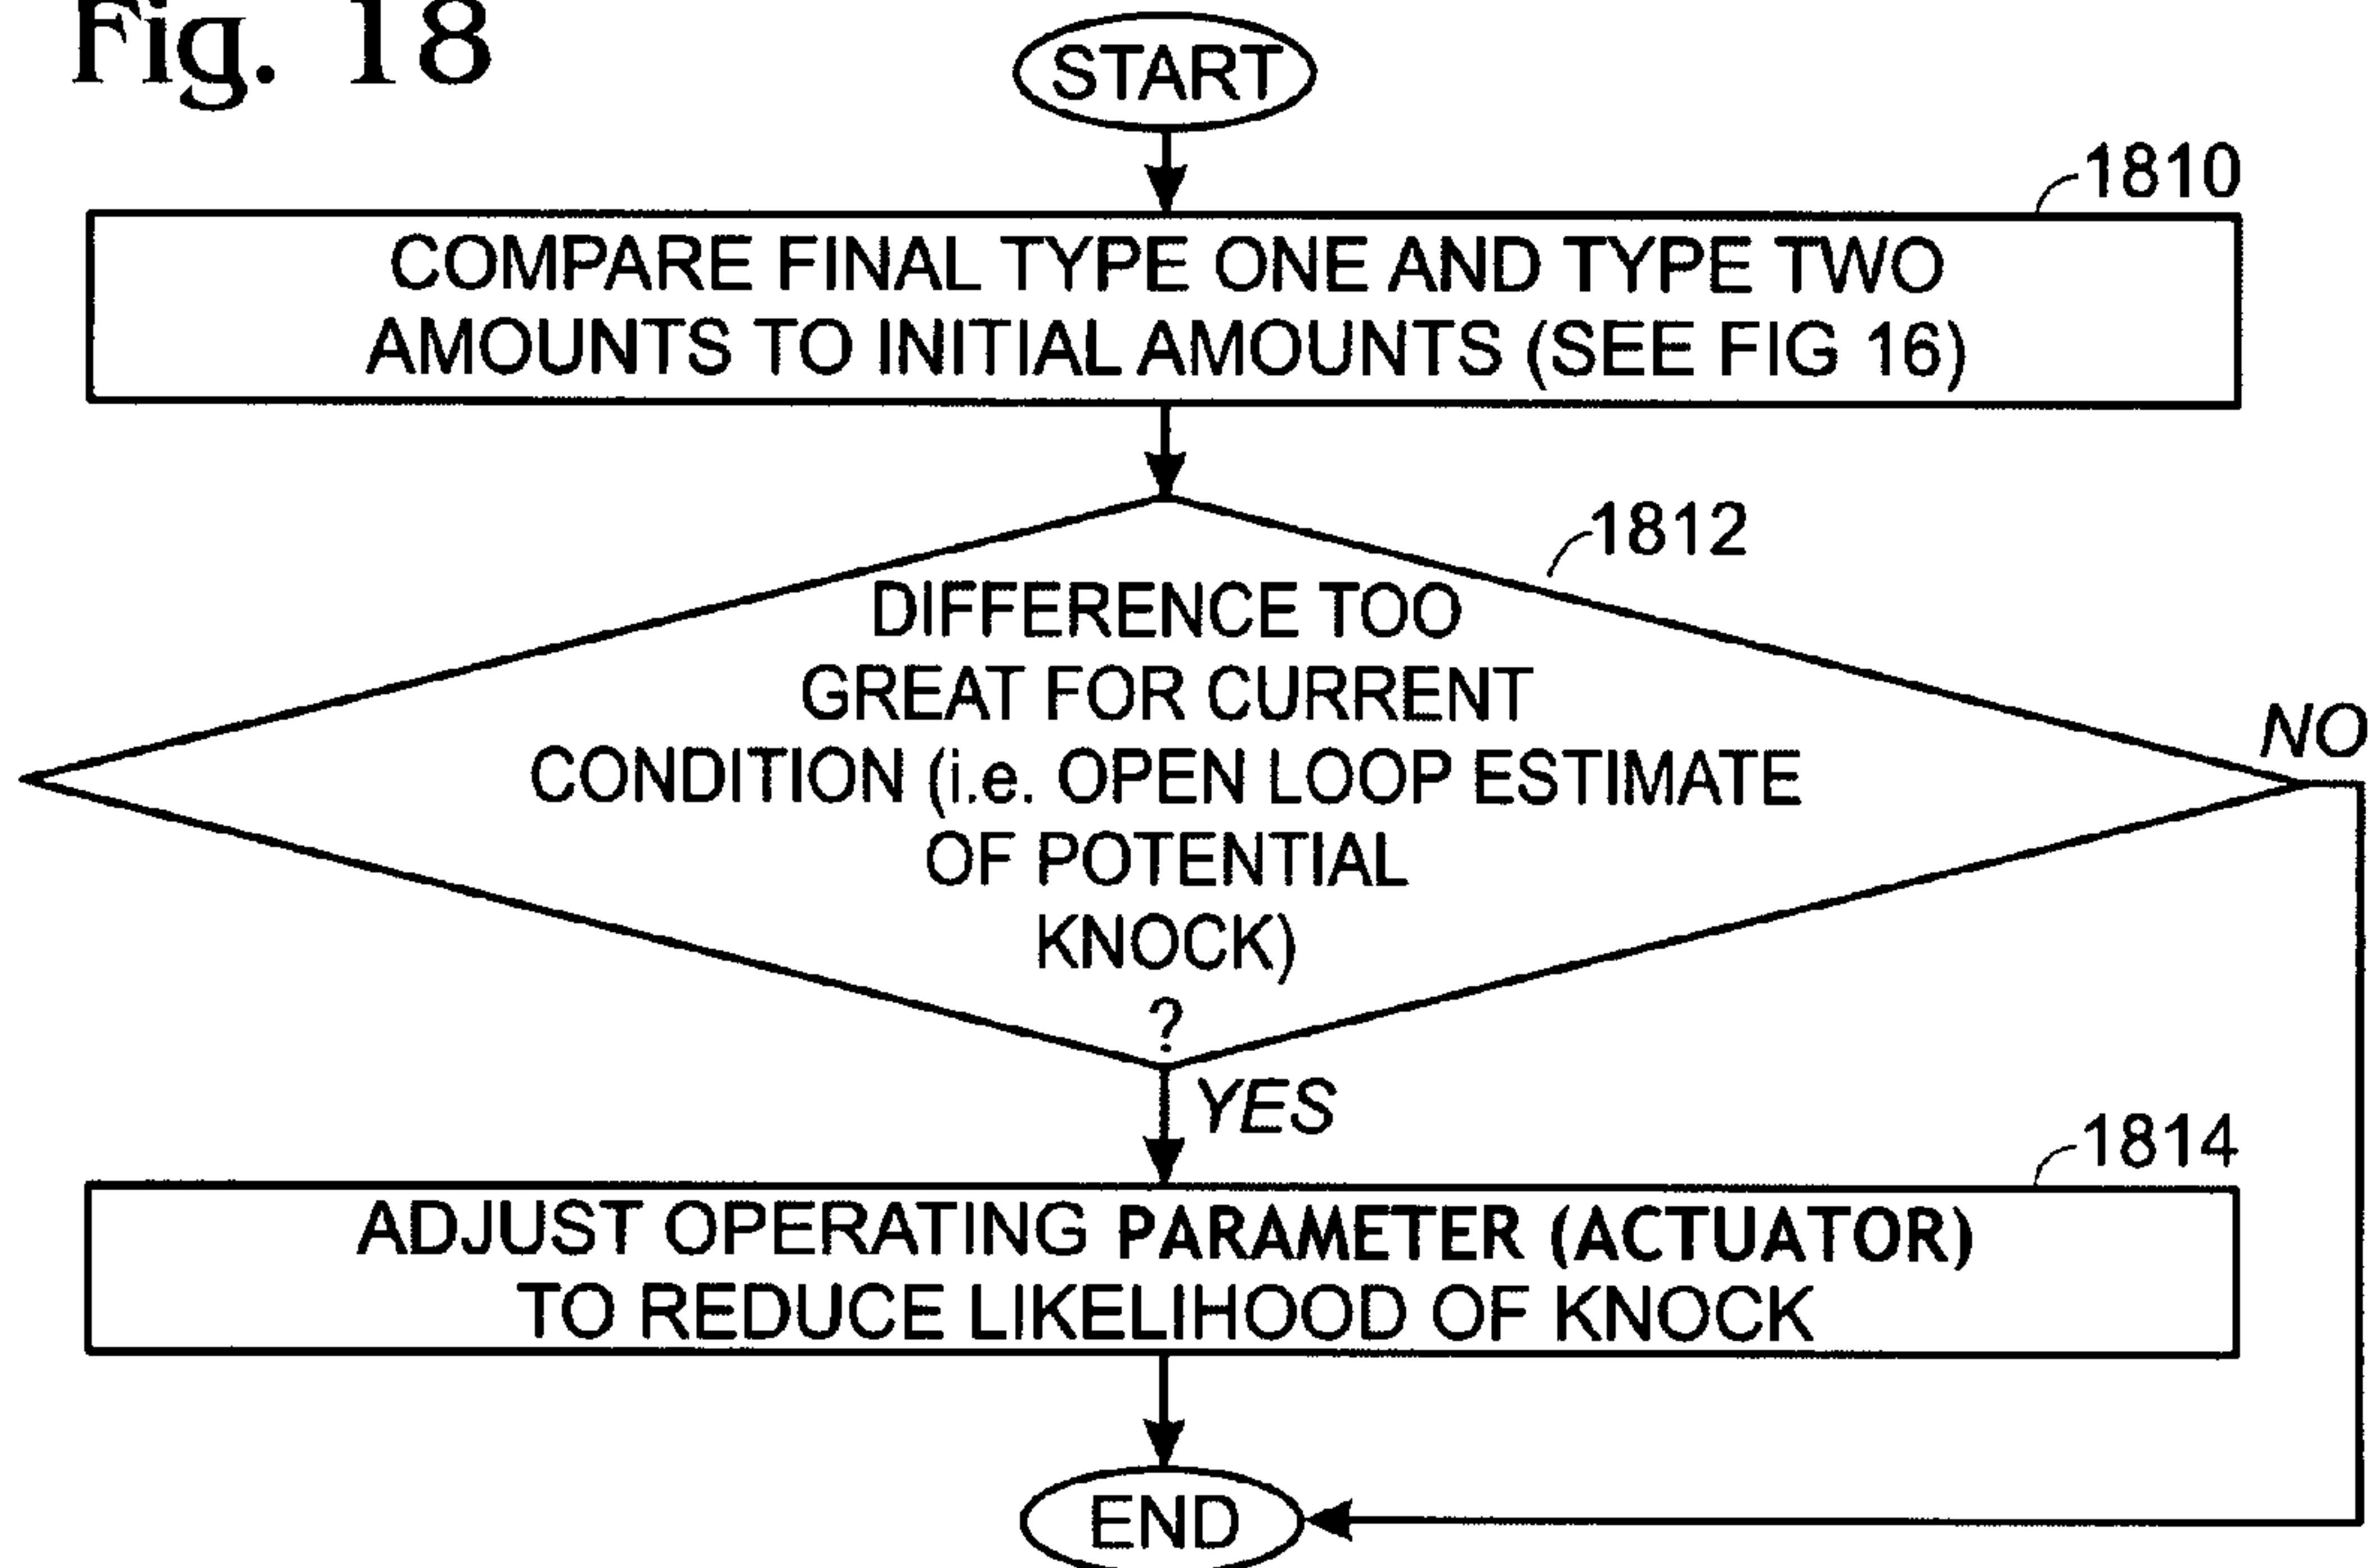 Fig. 18
START
1810
COMPARE FINAL TYPE ONE AND TYPE TWO
AMOUNTS TO INITIAL AMOUNTS (SEE FIG 16)
1812
DIFFERENCE TOO
GREAT FOR CURRENT
CONDITION (i.e. OPEN LOOP ESTIMATE
OF POTENTIAL
KNOCK)
?
NO
YES
1814
ADJUST OPERATING PARAMETER (ACTUATOR)
TO REDUCE LIKELIHOOD OF KNOCK
END